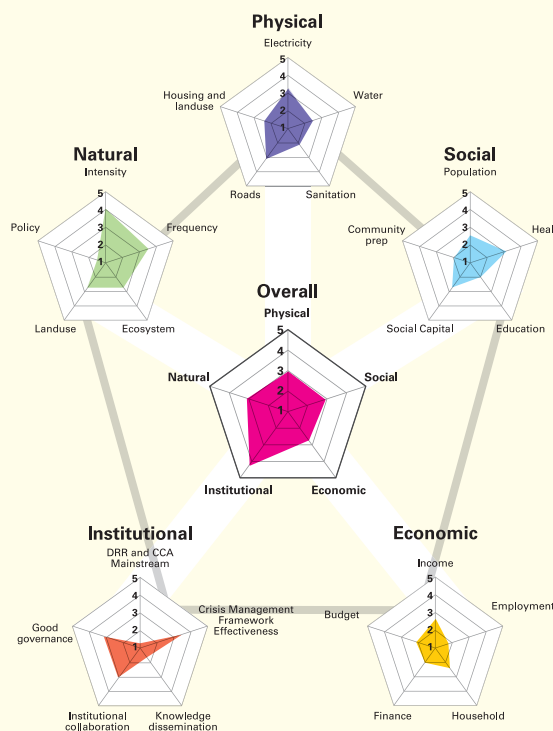 Physical
Electricity
5
4
3
2
1
Housing and
landuse
Water
Roads
Sanitation
Natural
Intensity
5
4
3
2
1
Policy
Frequency
Landuse
Ecosystem
Social
Population
5
4
3
2
1
Community
prep
Heal
Social Capital
Education
Overall
Physical
5
4
3
2
1
Natural
Social
Institutional
Economic
Institutional
DRR and CCA
Mainstream
5
4
3
2
1
Good
governance
Crisis Management
Framework
Effectiveness
Institutional
collaboration
Knowledge
dissemination
Economic
Income
5
4
3
2
1
Budget
Employment
Finance
Household